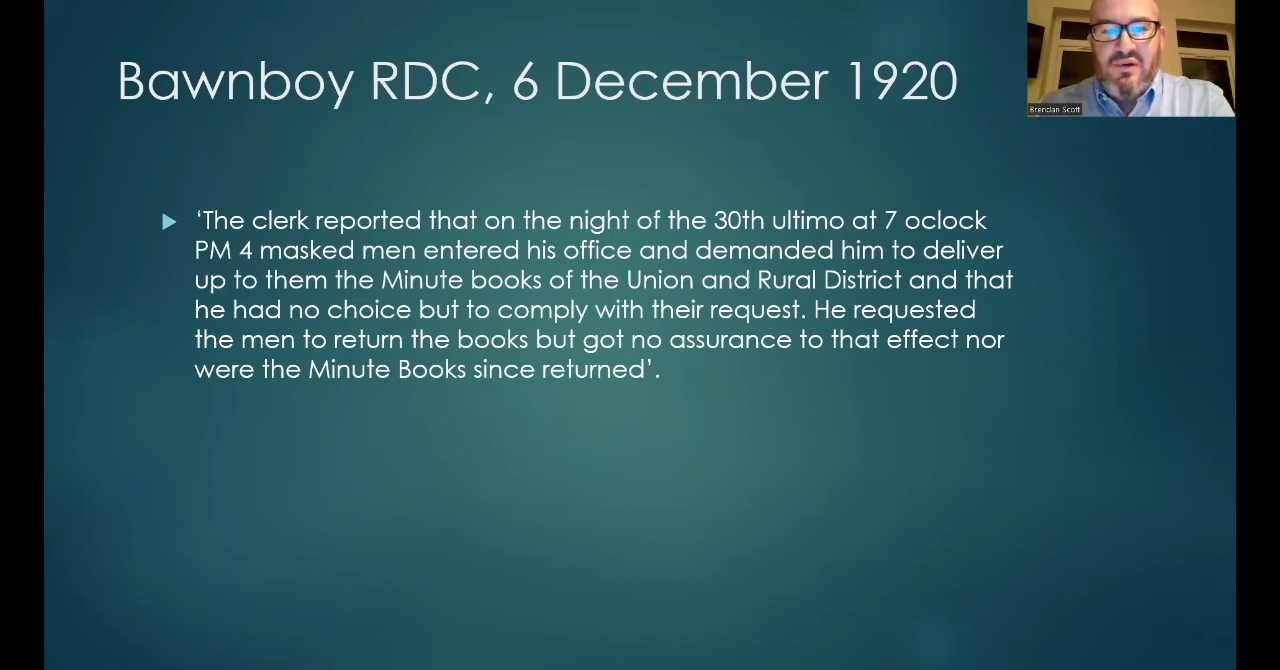 Bawnboy RDC, 6 December 1920
Brendan Scott
‘The clerk reported that on the night of the 30th ultimo at 7 oclock
PM 4 masked men entered his office and demanded him to deliver
up to them the Minute books of the Union and Rural District and that
he had no choice but to comply with their request. He requested
the men to return the books but got no assurance to that effect nor
were the Minute Books since returned’.